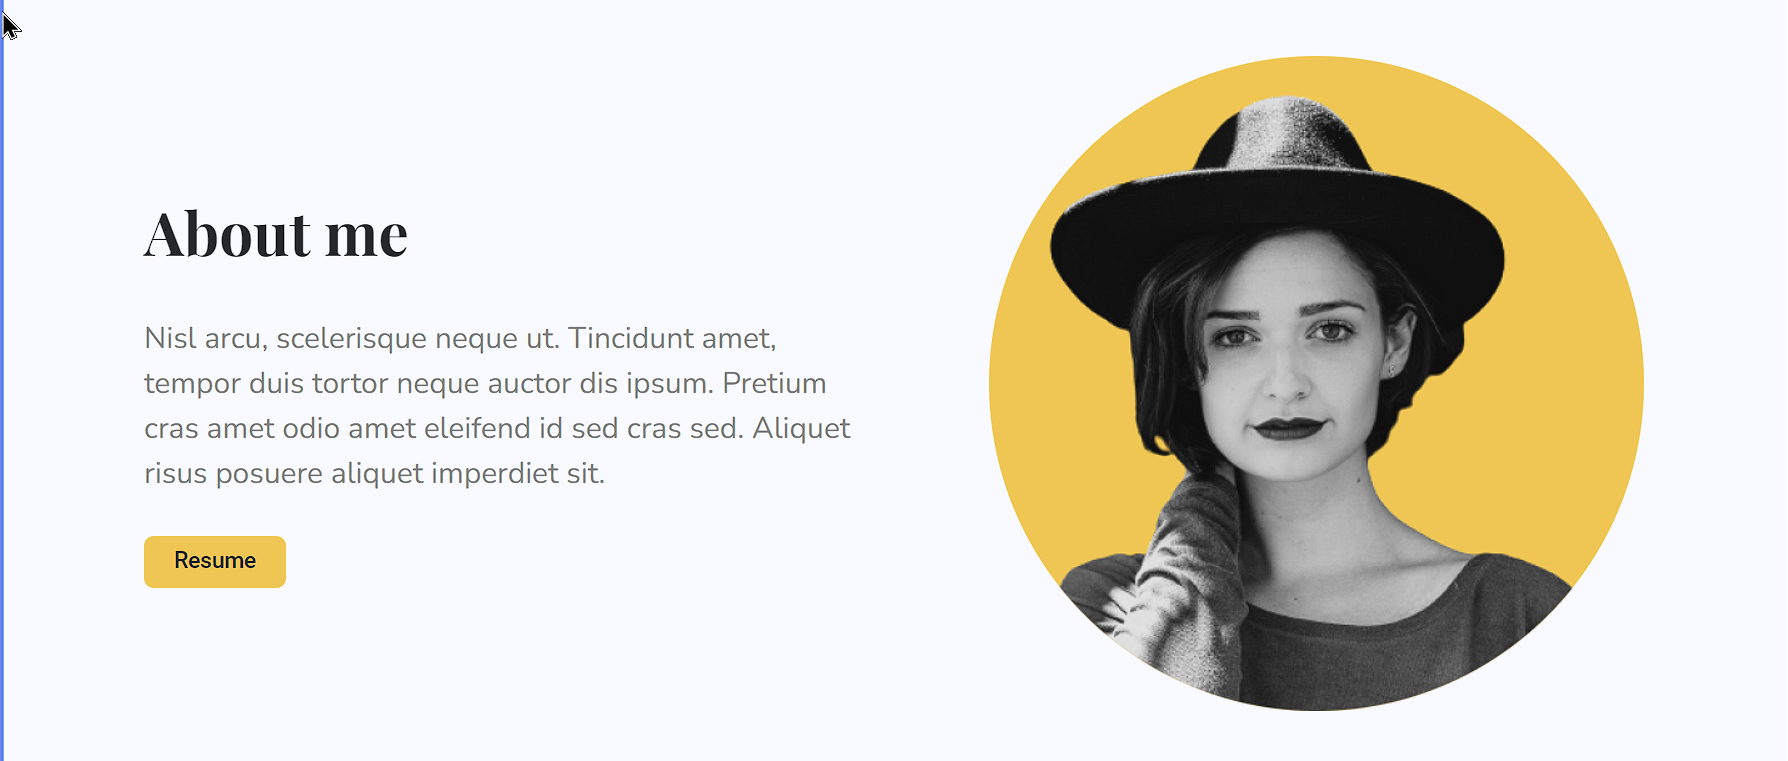 About me
Nisl arcu, scelerisque neque ut. Tincidunt amet,
tempor duis tortor neque auctor dis ipsum. Pretium
cras amet odio amet eleifend id sed cras sed. Aliquet
risus posuere aliquet imperdiet sit.
Resume